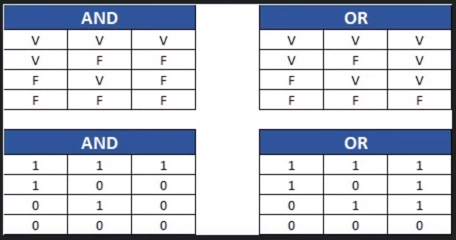 AND
V V V
V F F
F V F
F F F
OR
V V V
V F V
F V V
F F F
AND
1 1 1
1 0 0
0 1 0
0 0 0
OR
1 1 1
1 0 1
0 1 1
0 0 0